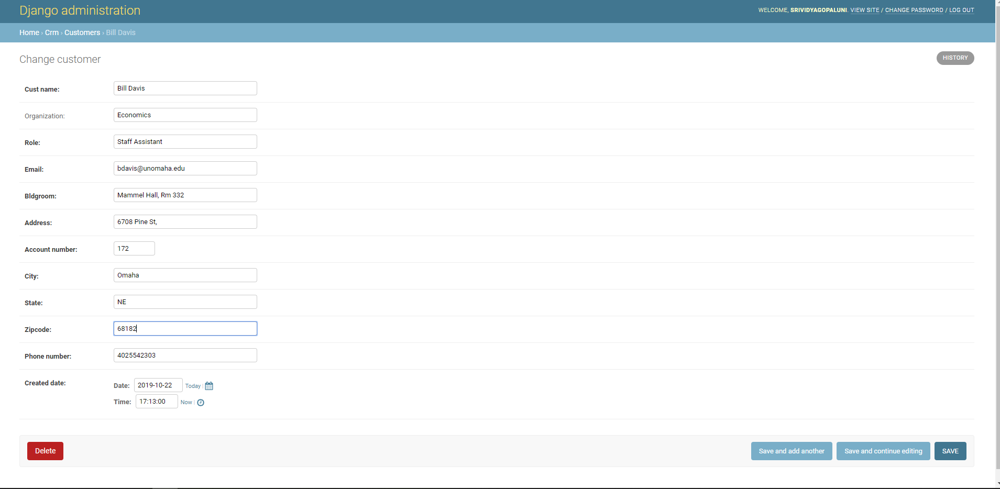 Django administration
WELCOME, SRIVIDYAGOPALUNI. VIEW SITE / CHANGE PASSWORD / LOG OUT
Home › Crm › Customers › Bill Davis
Change customer
HISTORY
Cust name: Bill Davis
Organization: Economics
Role: Staff Assistant
Email: bdavis@unomaha.edu
Bldgroom: Mammel Hall, Rm 332
Address: 6708 Pine St,
Account number: 172
City: Omaha
State: NE
Zipcode: 68182
Phone number: 4025542303
Created date:
Date: 2019-10-22 Today |
Time: 17:13:00 Now |
Delete
Save and add another
Save and continue editing
SAVE